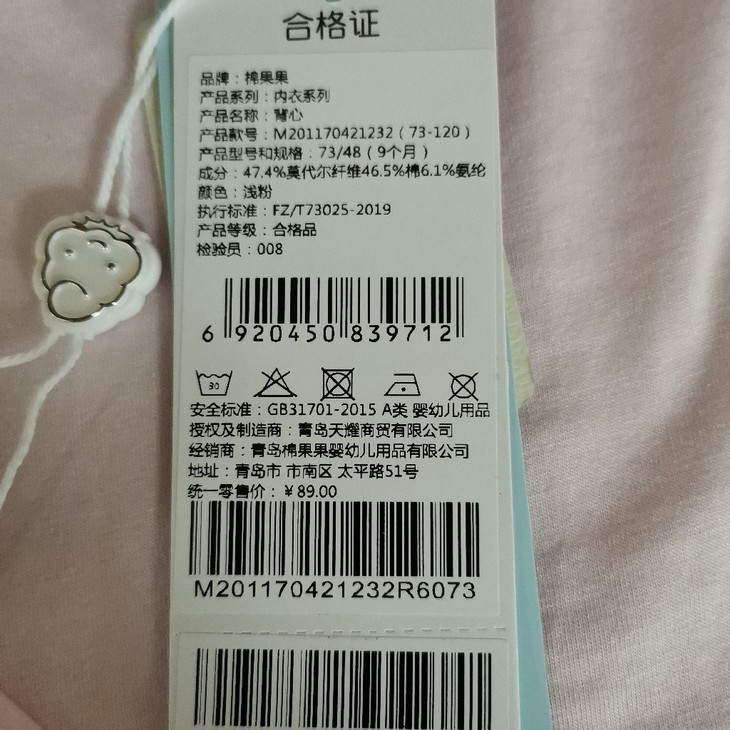 合格证
品牌：棉果果
产品系列：内衣系列
产品名称：背心
产品款号：M201170421232（73-120）
产品型号和规格：73/48（9个月）
成分：47.4%莫代尔纤维46.5%棉6.1%氨纶
颜色：浅粉
执行标准：FZ/T73025-2019
产品等级：合格品
检验员：008
6 920450 839712
30
安全标准：GB31701-2015 A类 婴幼儿用品
授权及制造商：青岛天耀商贸有限公司
经销商：青岛棉果果婴幼儿用品有限公司
地址：青岛市 市南区 太平路51号
统一零售价：￥89.00
M201170421232R6073